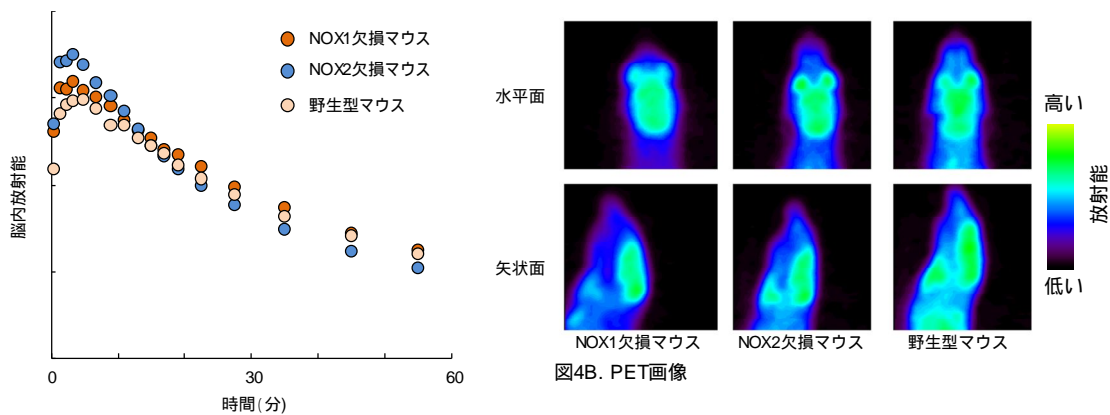 NOX1欠損マウス
NOX2欠損マウス
野生型マウス
脳内放射能
0
30
60
時間(分)
水平面
矢状面
NOX1欠損マウス
NOX2欠損マウス
野生型マウス
高い
放射能
低い
図4B. PET画像